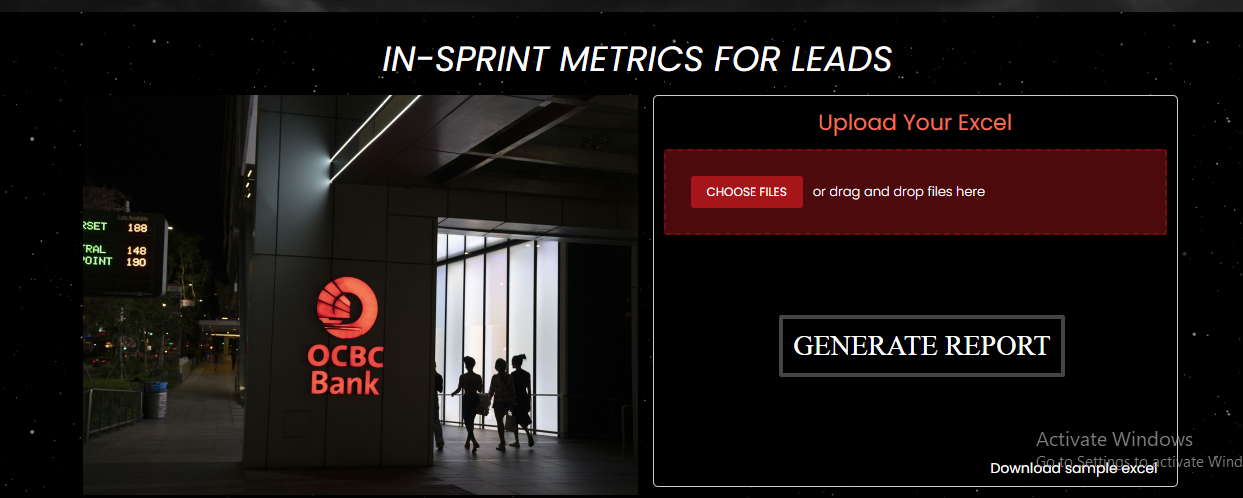 IN-SPRINT METRICS FOR LEADS
RSET 188
TRAL 148
POINT 190
OCBC
Bank
Upload Your Excel
CHOOSE FILES or drag and drop files here
GENERATE REPORT
Activate Windows
Go to Settings to activate Wind
Download sample excel